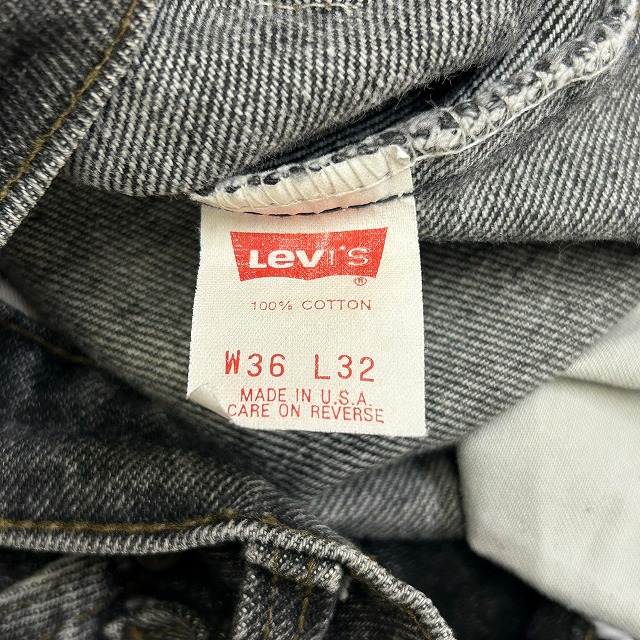 Levi's
®
100% COTTON
W36 L32
MADE IN U.S.A.
CARE ON REVERSE